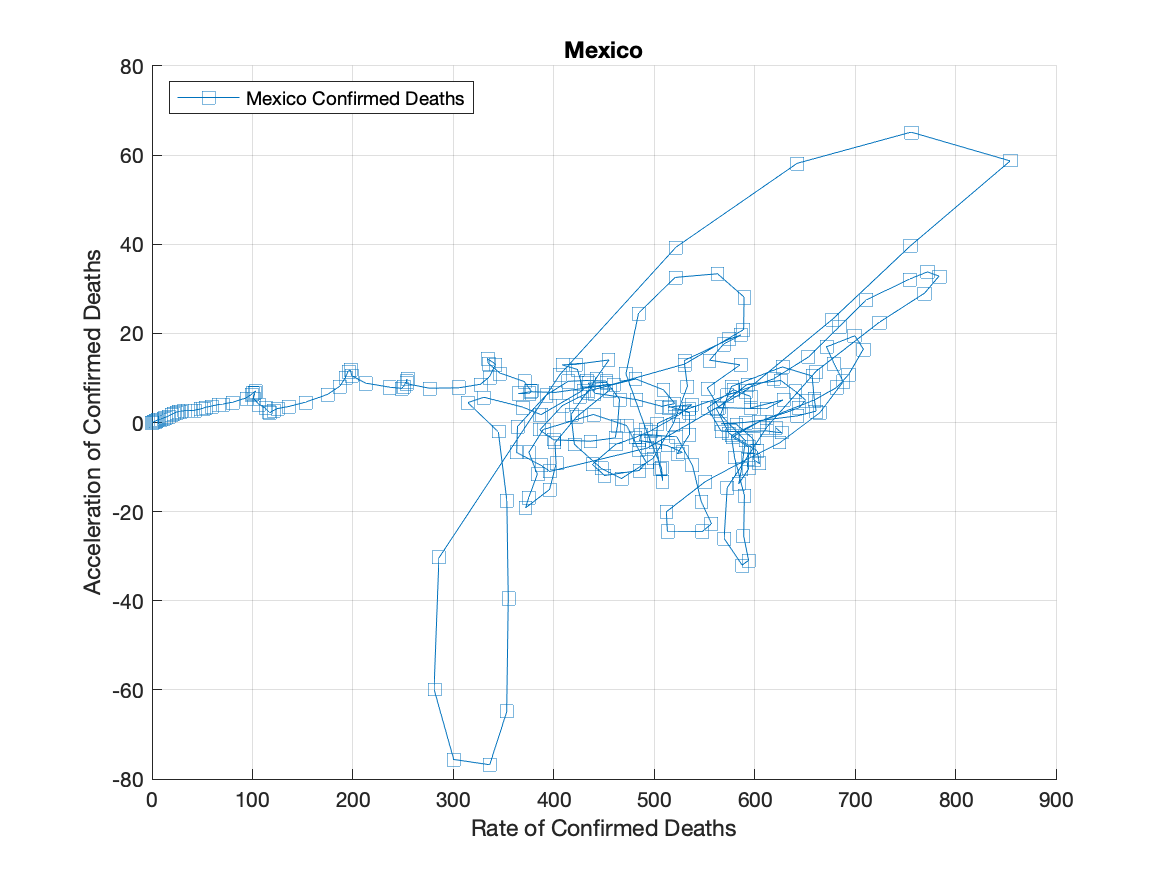 Mexico
Mexico Confirmed Deaths
80
60
40
20
0
-20
-40
-60
-80
Acceleration of Confirmed Deaths
0 100 200 300 400 500 600 700 800 900
Rate of Confirmed Deaths